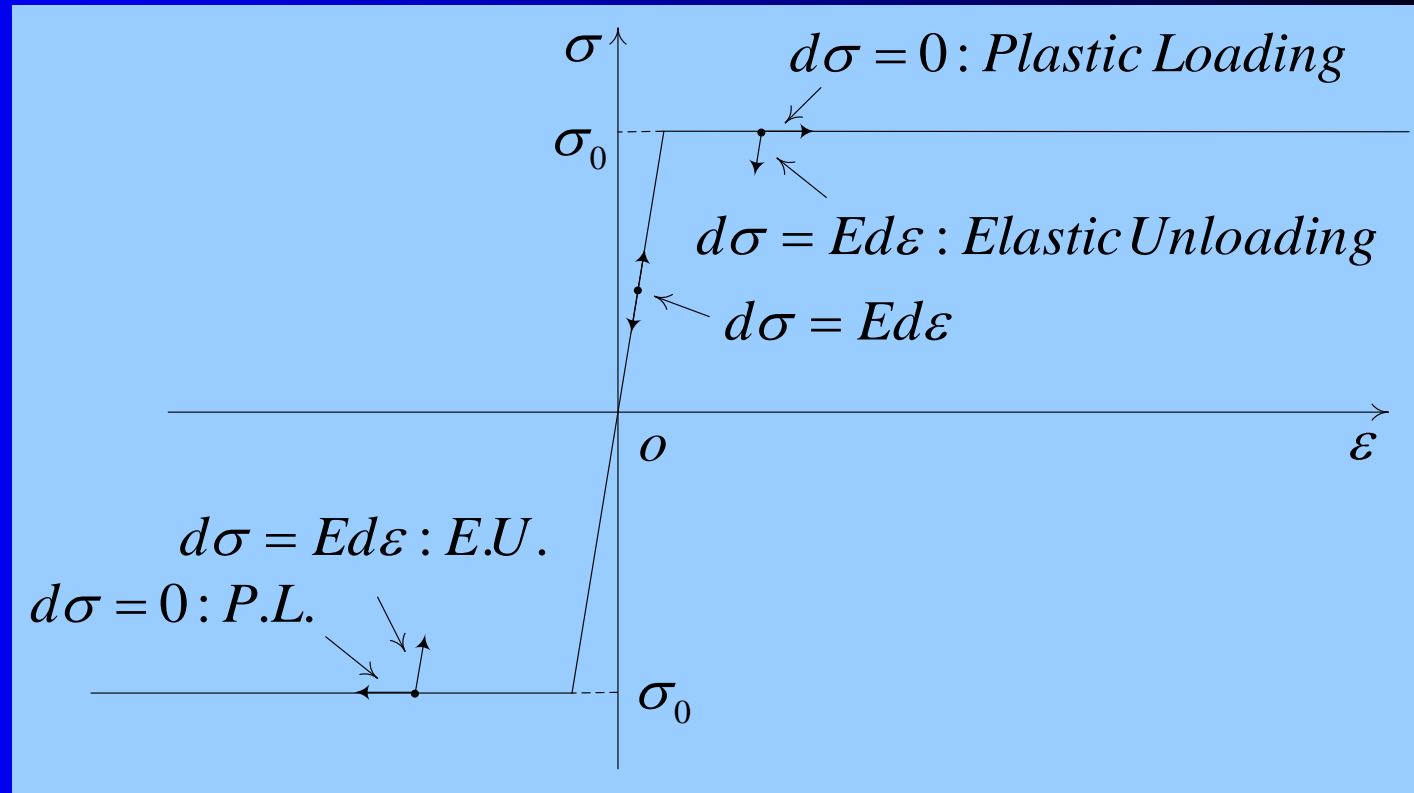 σ
dσ = 0 : Plastic Loading
σ₀
dσ = Edε : Elastic Unloading
dσ = Edε
o
ε
dσ = Edε : E.U.
dσ = 0 : P.L.
σ₀